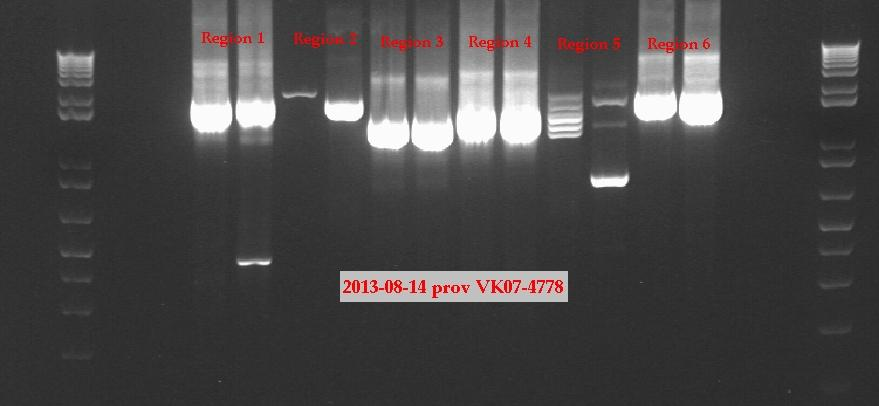 Region 1
Region 2
Region 3
Region 4
Region 5
Region 6
2013-08-14 prov VK07-4778